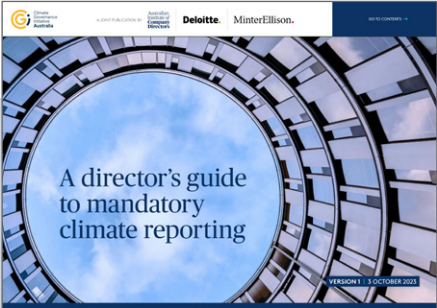 Climate
Governance
Initiative
Australia
A JOINT PUBLICATION BY
Australian
Institute of
Company
Directors
Deloitte.
MinterEllison.
GO TO CONTENTS
A director's guide
to mandatory
climate reporting
VERSION 1 | 3 OCTOBER 2023